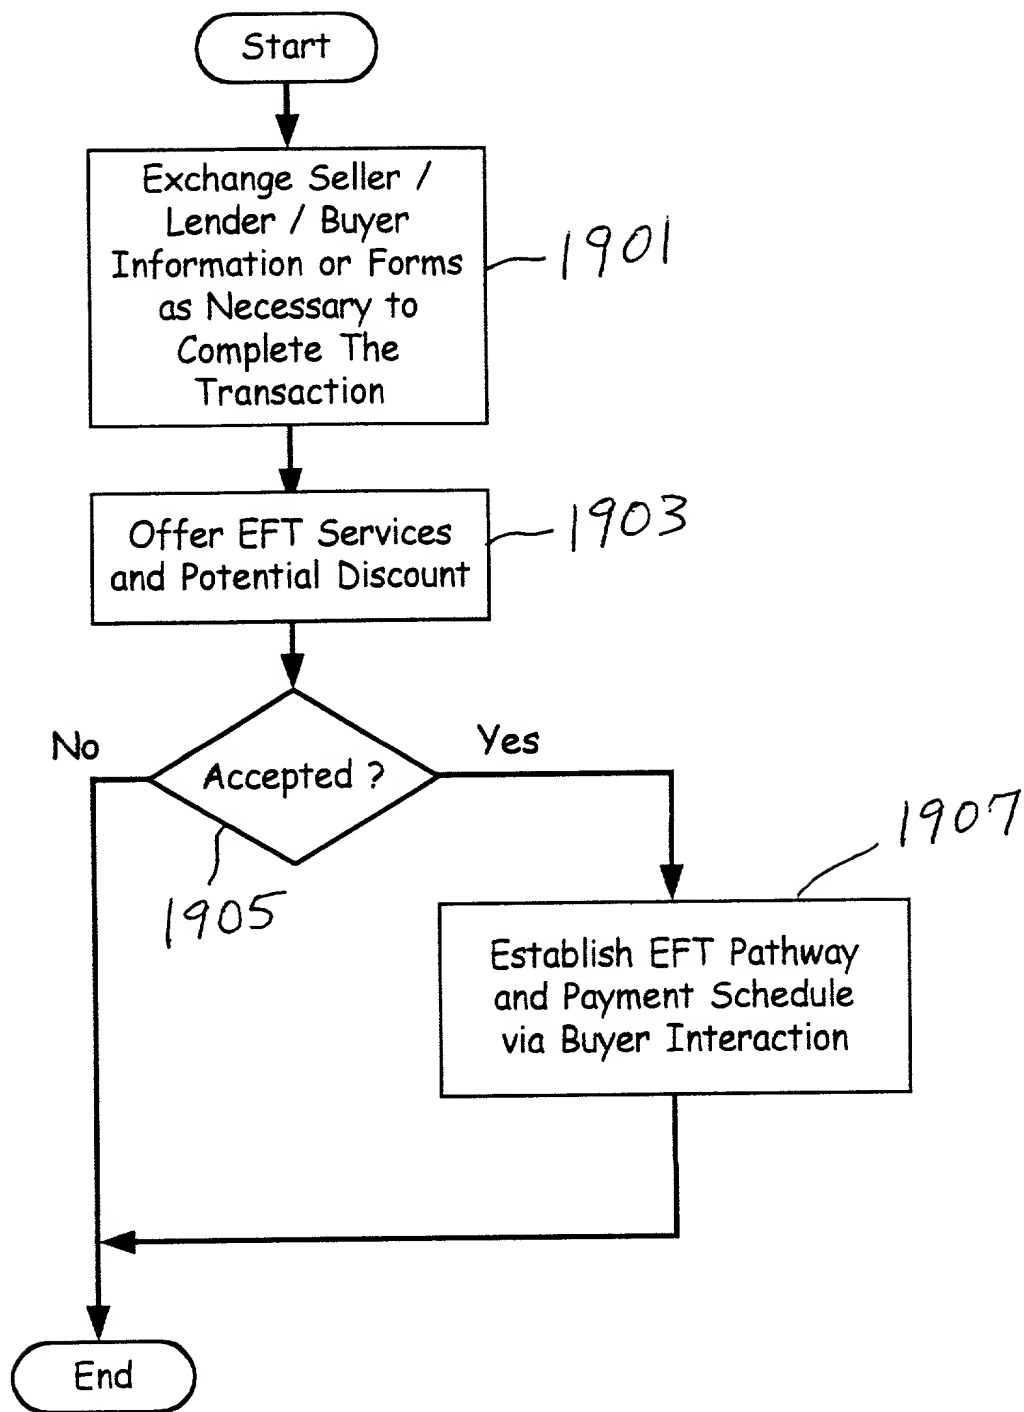 Start
Exchange Seller /
Lender / Buyer
Information or Forms
as Necessary to
Complete The
Transaction
1901
Offer EFT Services
and Potential Discount
1903
No
Yes
Accepted ?
1905
1907
Establish EFT Pathway
and Payment Schedule
via Buyer Interaction
End